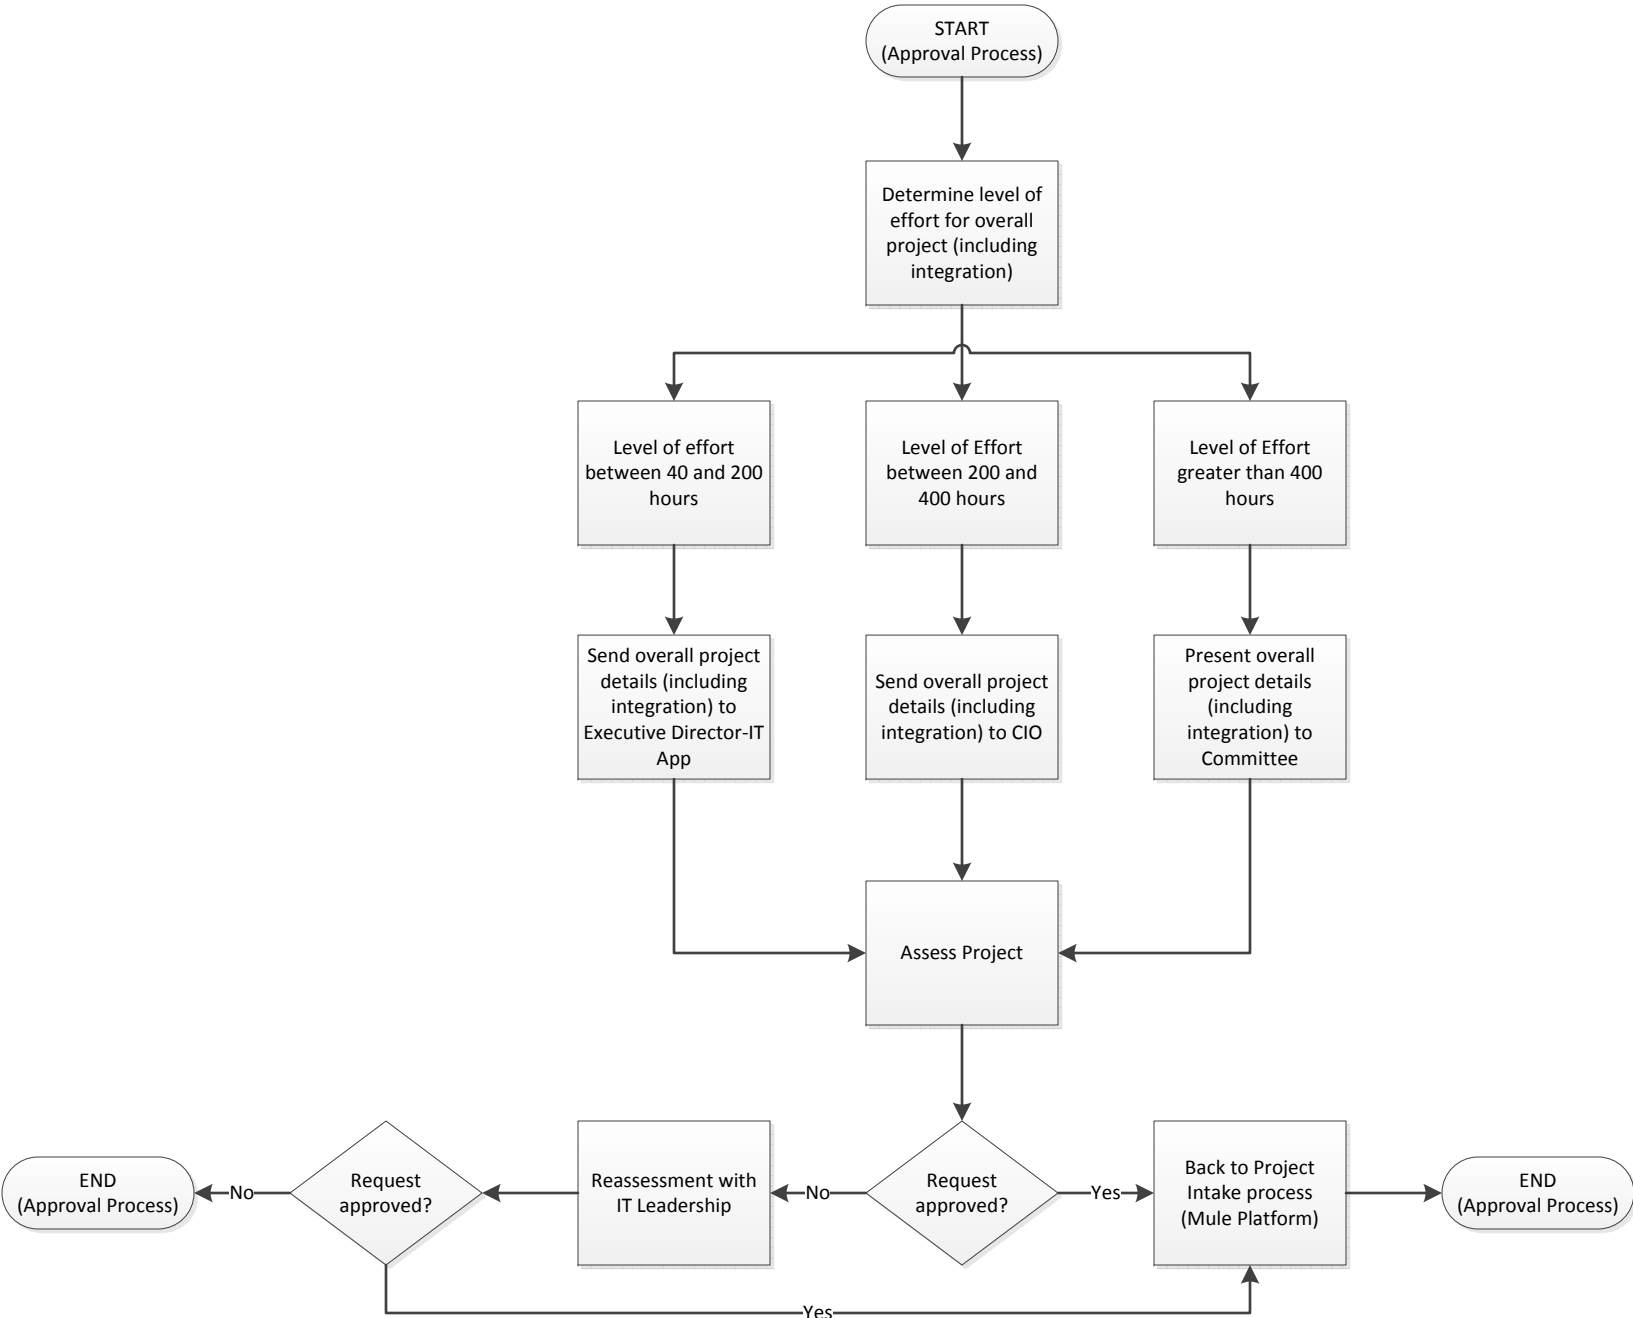 START
(Approval Process)
Determine level of
effort for overall
project (including
integration)
Level of effort
between 40 and 200
hours
Level of Effort
between 200 and
400 hours
Level of Effort
greater than 400
hours
Send overall project
details (including
integration) to
Executive Director-IT
App
Send overall project
details (including
integration) to CIO
Present overall
project details
(including
integration) to
Committee
Assess Project
END
(Approval Process)
No
Request
approved?
Reassessment with
IT Leadership
No
Request
approved?
Yes
Back to Project
Intake process
(Mule Platform)
END
(Approval Process)
Yes